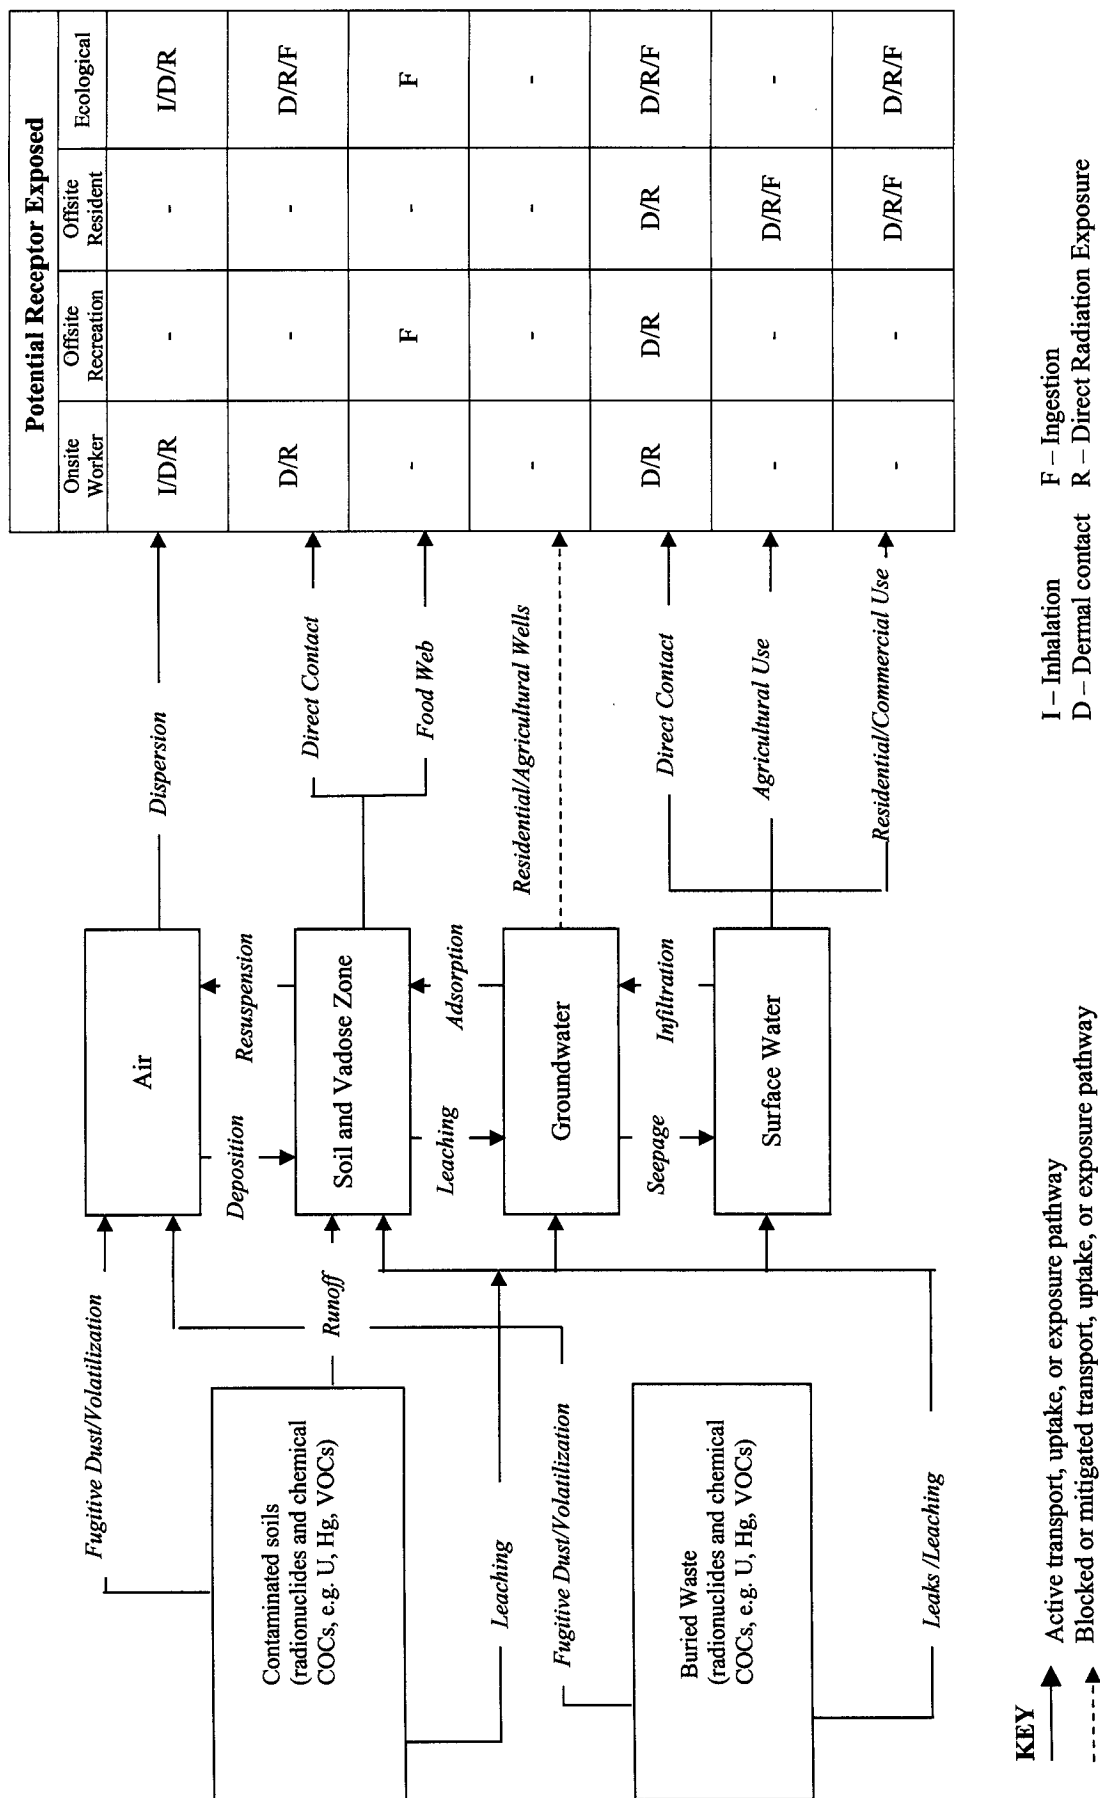 Contaminated soils
(radionuclides and chemical
COCs, e.g. U, Hg, VOCs)
Buried Waste
(radionuclides and chemical
COCs, e.g. U, Hg, VOCs)
Fugitive Dust/Volatilization
Runoff
Leaching
Fugitive Dust/Volatilization
Leaks /Leaching
Air
Deposition
Resuspension
Soil and Vadose Zone
Leaching
Adsorption
Groundwater
Seepage
Infiltration
Surface Water
Dispersion
Direct Contact
Food Web
Residential/Agricultural Wells
Direct Contact
Agricultural Use
Residential/Commercial Use
Potential Receptor Exposed
Onsite
Worker
Offsite
Recreation
Offsite
Resident
Ecological
I/D/R - - I/D/R
D/R - - D/R/F
- F - F
- - - -
D/R D/R D/R D/R/F
- - D/R/F -
- - D/R/F D/R/F
KEY
Active transport, uptake, or exposure pathway
Blocked or mitigated transport, uptake, or exposure pathway
I – Inhalation F – Ingestion
D – Dermal contact R – Direct Radiation Exposure